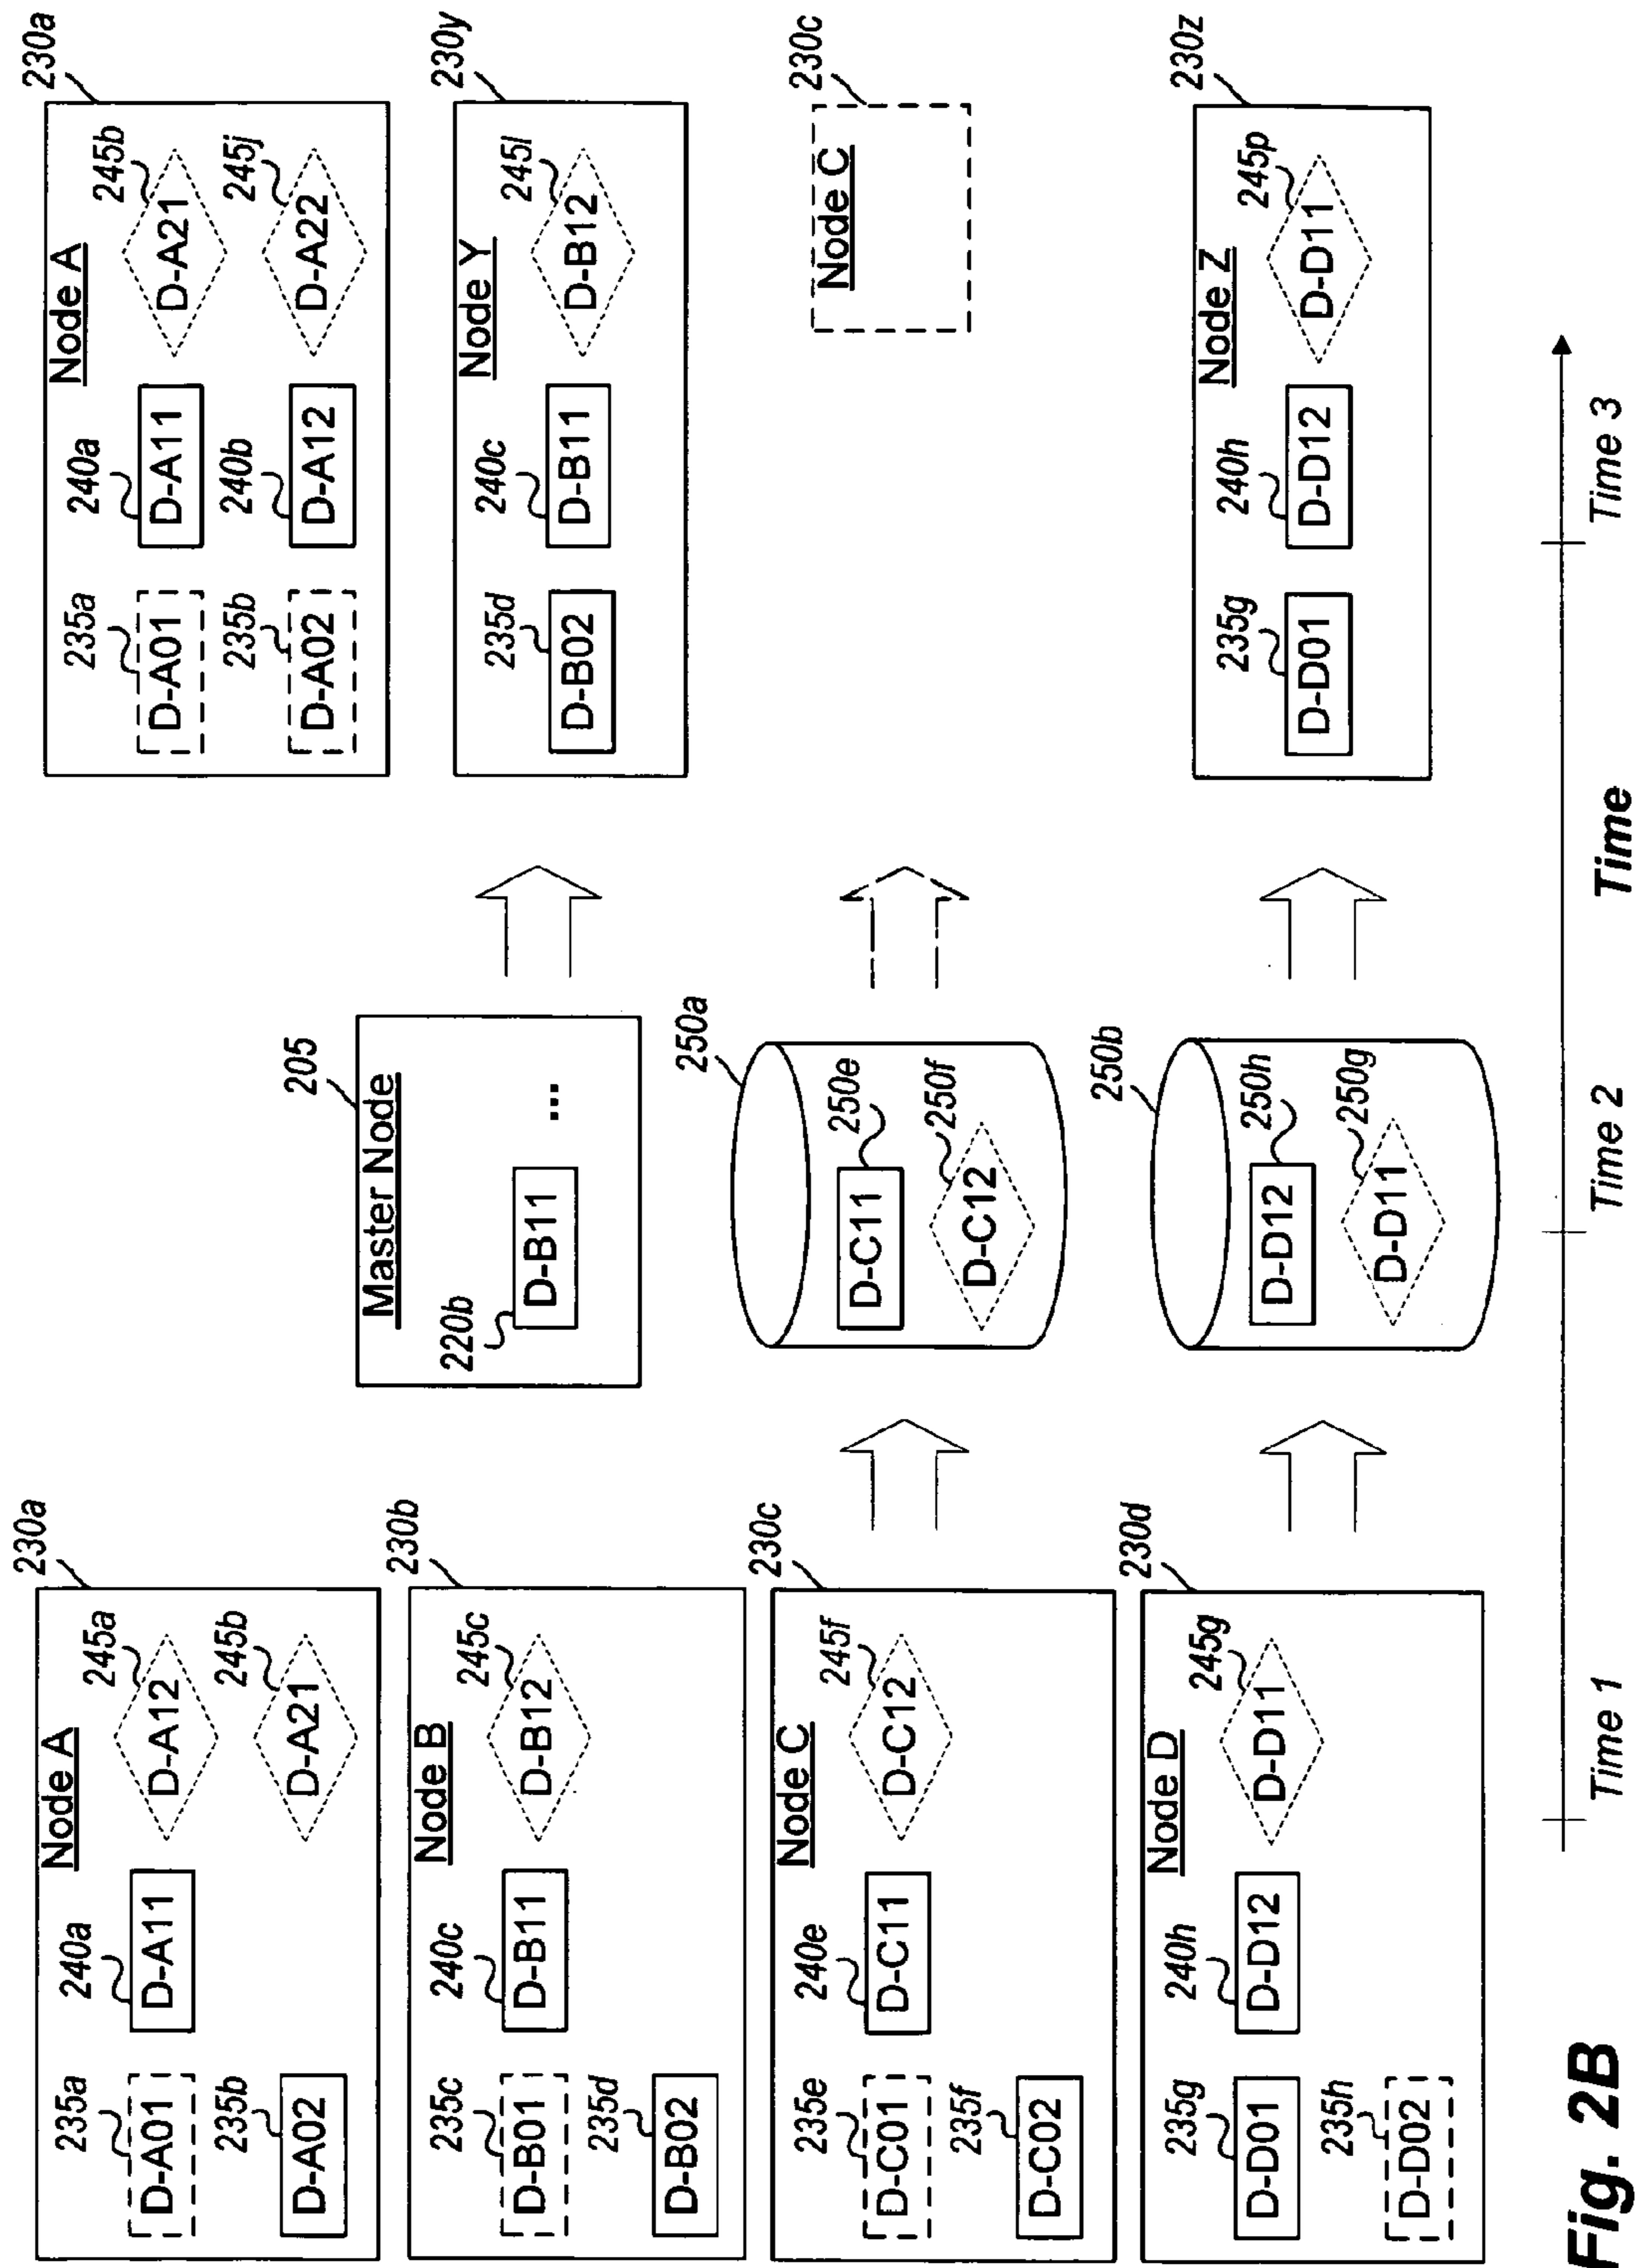 230a
Node A
235a
240a
245a
D-A01
D-A11
D-A12
235b
245b
D-A02
D-A21
230b
Node B
235c
240c
245c
D-B01
D-B11
D-B12
235d
D-B02
230c
Node C
235e
240e
245f
D-C01
D-C11
D-C12
235f
D-C02
230d
Node D
235g
240h
245g
D-D01
D-D12
D-D11
235h
D-D02
205
Master Node
220b
D-B11
...
250a
D-C11
250e
D-C12
250f
250b
D-D12
250h
D-D11
250g
230a
Node A
235a
240a
245b
D-A01
D-A11
D-A21
235b
240b
245j
D-A02
D-A12
D-A22
230y
Node Y
235d
240c
245l
D-B02
D-B11
D-B12
230c
Node C
230z
Node Z
235g
240h
245p
D-D01
D-D12
D-D11
Time 1
Time 2
Time 3
Time
Fig. 2B